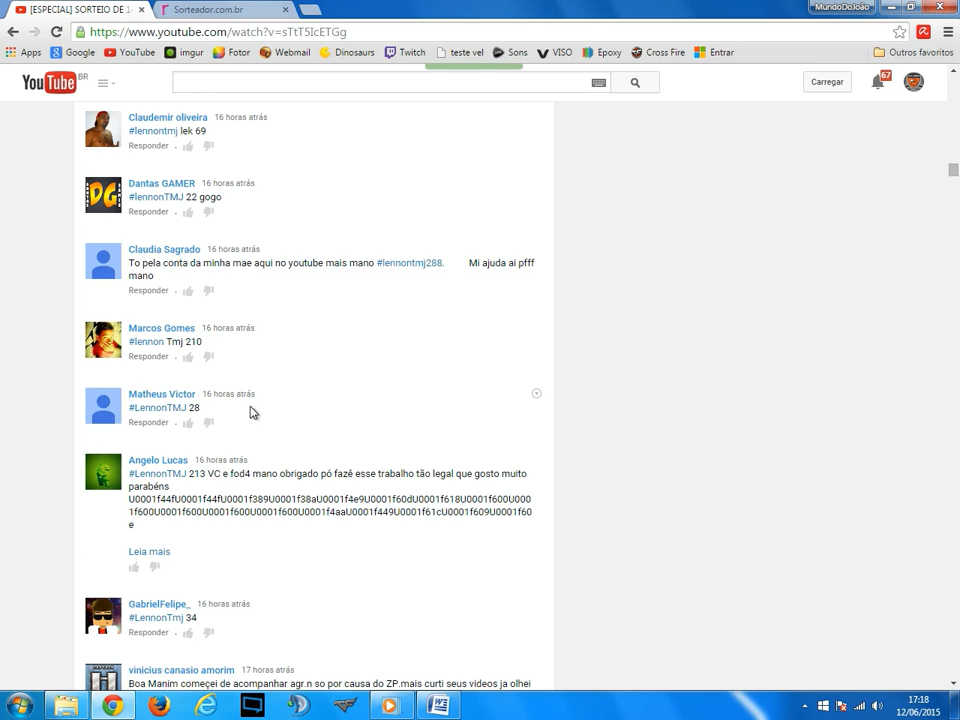 [ESPECIAL] SORTEIO DE 1- Sorteador.com.br MundoDoJoão
https://www.youtube.com/watch?v=sTtT5IcETGg
Apps Google YouTube imgur Fotor Webmail Dinosaurs Twitch teste vel Sons VISO Epoxy Cross Fire Entrar Outros favoritos
YouTube BR Carregar 67
Claudemir oliveira 16 horas atrás
#lennontmj lek 69
Responder
Dantas GAMER 16 horas atrás
#lennonTMJ 22 gogo
Responder
Claudia Sagrado 16 horas atrás
To pela conta da minha mae aqui no youtube mais mano #lennontmj288. Mi ajuda ai pfff
mano
Responder
Marcos Gomes 16 horas atrás
#lennon Tmj 210
Responder
Matheus Victor 16 horas atrás
#LennonTMJ 28
Responder
Angelo Lucas 16 horas atrás
#LennonTMJ 213 VC e fod4 mano obrigado pó fazê esse trabalho tão legal que gosto muito
parabéns
U0001f44fU0001f44fU0001f389U0001f38aU0001f4e9U0001f60dU0001f618U0001f600U000
1f600U0001f600U0001f600U0001f600U0001f4aaU0001f449U0001f61cU0001f609U0001f60
e
Leia mais
GabrielFelipe_ 16 horas atrás
#LennonTmj 34
Responder
vinicius canasio amorim 17 horas atrás
Boa Manim começei de acompanhar agr.n so por causa do ZP.mais curti seus videos ja olhei
17:18
12/06/2015